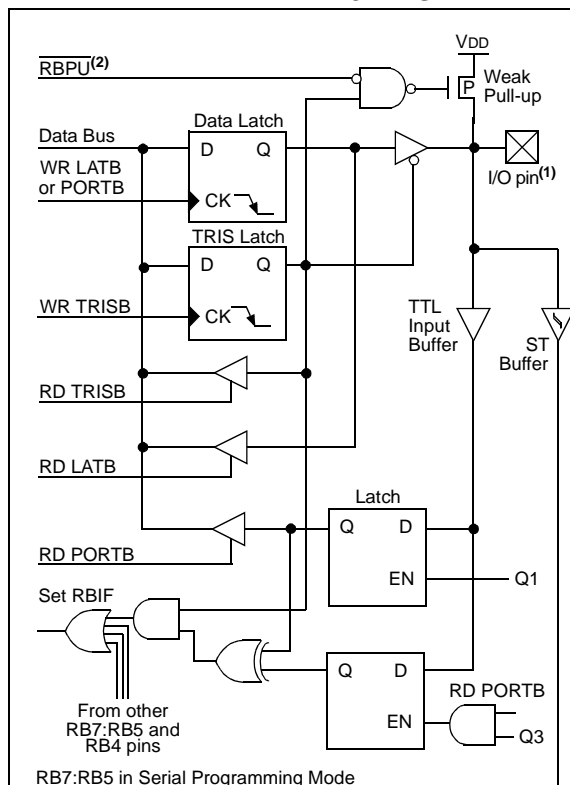 VDD
RBPU(2)
Weak
P
Pull-up
Data Bus
Data Latch
D Q
WR LATB
or PORTB
CK
I/O pin(1)
TRIS Latch
D Q
WR TRISB
CK
TTL
Input
Buffer
ST
Buffer
RD TRISB
RD LATB
Latch
Q D
RD PORTB
EN
Q1
Set RBIF
Q D
RD PORTB
EN
Q3
From other
RB7:RB5 and
RB4 pins
RB7:RB5 in Serial Programming Mode